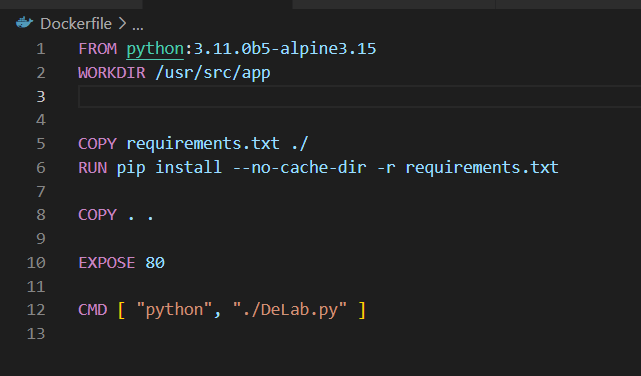 Dockerfile > ...
1 FROM python:3.11.0b5-alpine3.15
2 WORKDIR /usr/src/app
3
4
5 COPY requirements.txt ./
6 RUN pip install --no-cache-dir -r requirements.txt
7
8 COPY . .
9
10 EXPOSE 80
11
12 CMD [ "python", "./DeLab.py" ]
13